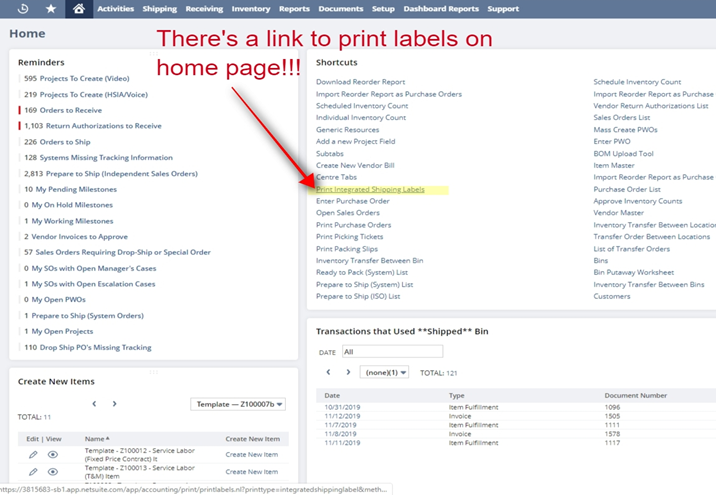 Activities Shipping Receiving Inventory Reports Documents Setup Dashboard Reports Support
Home
There's a link to print labels on
home page!!!
Reminders
595 Projects To Create (Video)
219 Projects To Create (HSIA/Voice)
169 Orders to Receive
1,103 Return Authorizations to Receive
226 Orders to Ship
128 Systems Missing Tracking Information
2,813 Prepare to Ship (Independent Sales Orders)
10 My Pending Milestones
0 My On Hold Milestones
1 My Working Milestones
2 Vendor Invoices to Approve
57 Sales Orders Requiring Drop-Ship or Special Order
0 My SOs with Open Manager's Cases
1 My SOs with Open Escalation Cases
0 My Open PWOs
1 Prepare to Ship (System Orders)
1 My Open Projects
110 Drop Ship PO's Missing Tracking
Shortcuts
Download Reorder Report
Import Reorder Report as Purchase Orders
Scheduled Inventory Count
Individual Inventory Count
Generic Resources
Add a new Project Field
Subtabs
Create New Vendor Bill
Centre Tabs
Print Integrated Shipping Labels
Enter Purchase Order
Open Sales Orders
Print Purchase Orders
Print Picking Tickets
Print Packing Slips
Inventory Transfer Between Bin
Ready to Pack (System) List
Prepare to Ship (System) List
Prepare to Ship (ISO) List
Schedule Inventory Count
Import Reorder Report as Purchase
Vendor Return Authorizations List
Sales Orders List
Mass Create PWOs
Enter PWO
BOM Upload Tool
Item Master
Import Reorder Report as Purchase
Purchase Order List
Approve Inventory Counts
Vendor Master
Inventory Transfer Between Location
Transfer Order Between Locations
List of Transfer Orders
Bins
Bin Putaway Worksheet
Inventory Transfer Between Bins
Customers
Create New Items
Template — Z100007b
TOTAL: 11
Edit | View Name Create New Item
Template - Z100012 - Service Labor
(Fixed Price Contract) It
Create New Item
Template - Z100013 - Service Labor
(T&M) Item
Create New Item
Transactions that Used **Shipped** Bin
DATE All
(none)(1) TOTAL: 121
Date Type Document Number
10/31/2019 Item Fulfillment 1096
11/12/2019 Invoice 1505
11/7/2019 Item Fulfillment 1111
11/8/2019 Invoice 1578
11/11/2019 Item Fulfillment 1117
https://3815683-sb1.app.netsuite.com/app/accounting/print/printlabels.nl?printtype=integratedshippinglabel&meth...